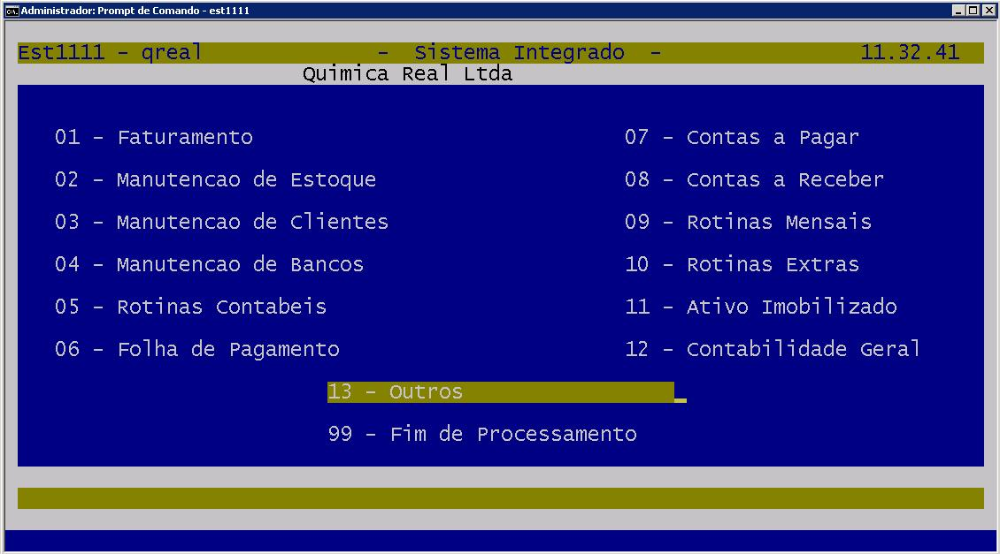 Administrador: Prompt de Comando - est1111
Est1111 - qreal - Sistema Integrado - 11.32.41
Quimica Real Ltda
01 - Faturamento 07 - Contas a Pagar
02 - Manutencao de Estoque 08 - Contas a Receber
03 - Manutencao de Clientes 09 - Rotinas Mensais
04 - Manutencao de Bancos 10 - Rotinas Extras
05 - Rotinas Contabeis 11 - Ativo Imobilizado
06 - Folha de Pagamento 12 - Contabilidade Geral
13 - Outros
99 - Fim de Processamento